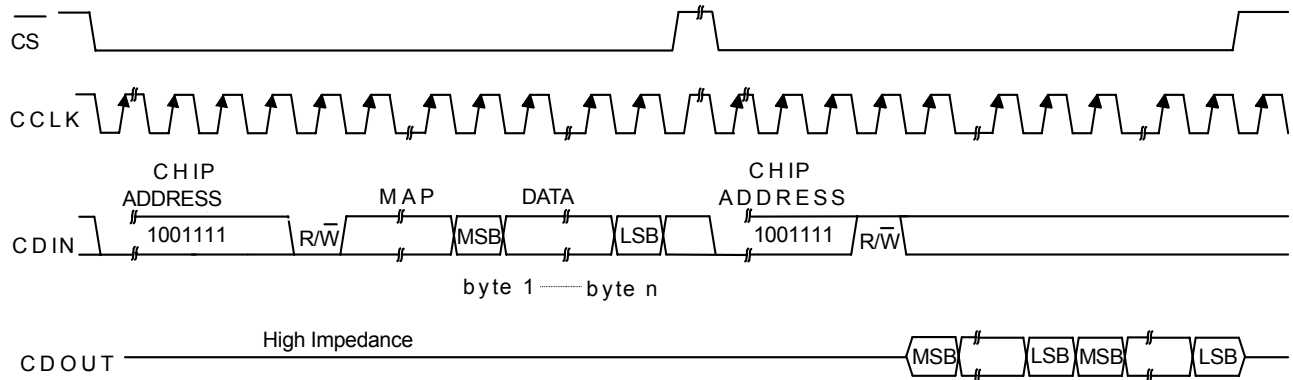 CS
CCLK
CHIP
ADDRESS
MAP
DATA
CHIP
ADDRESS
CDIN
1001111
R/W
MSB
LSB
1001111
R/W
byte 1 byte n
High Impedance
CDOUT
MSB
LSB
MSB
LSB